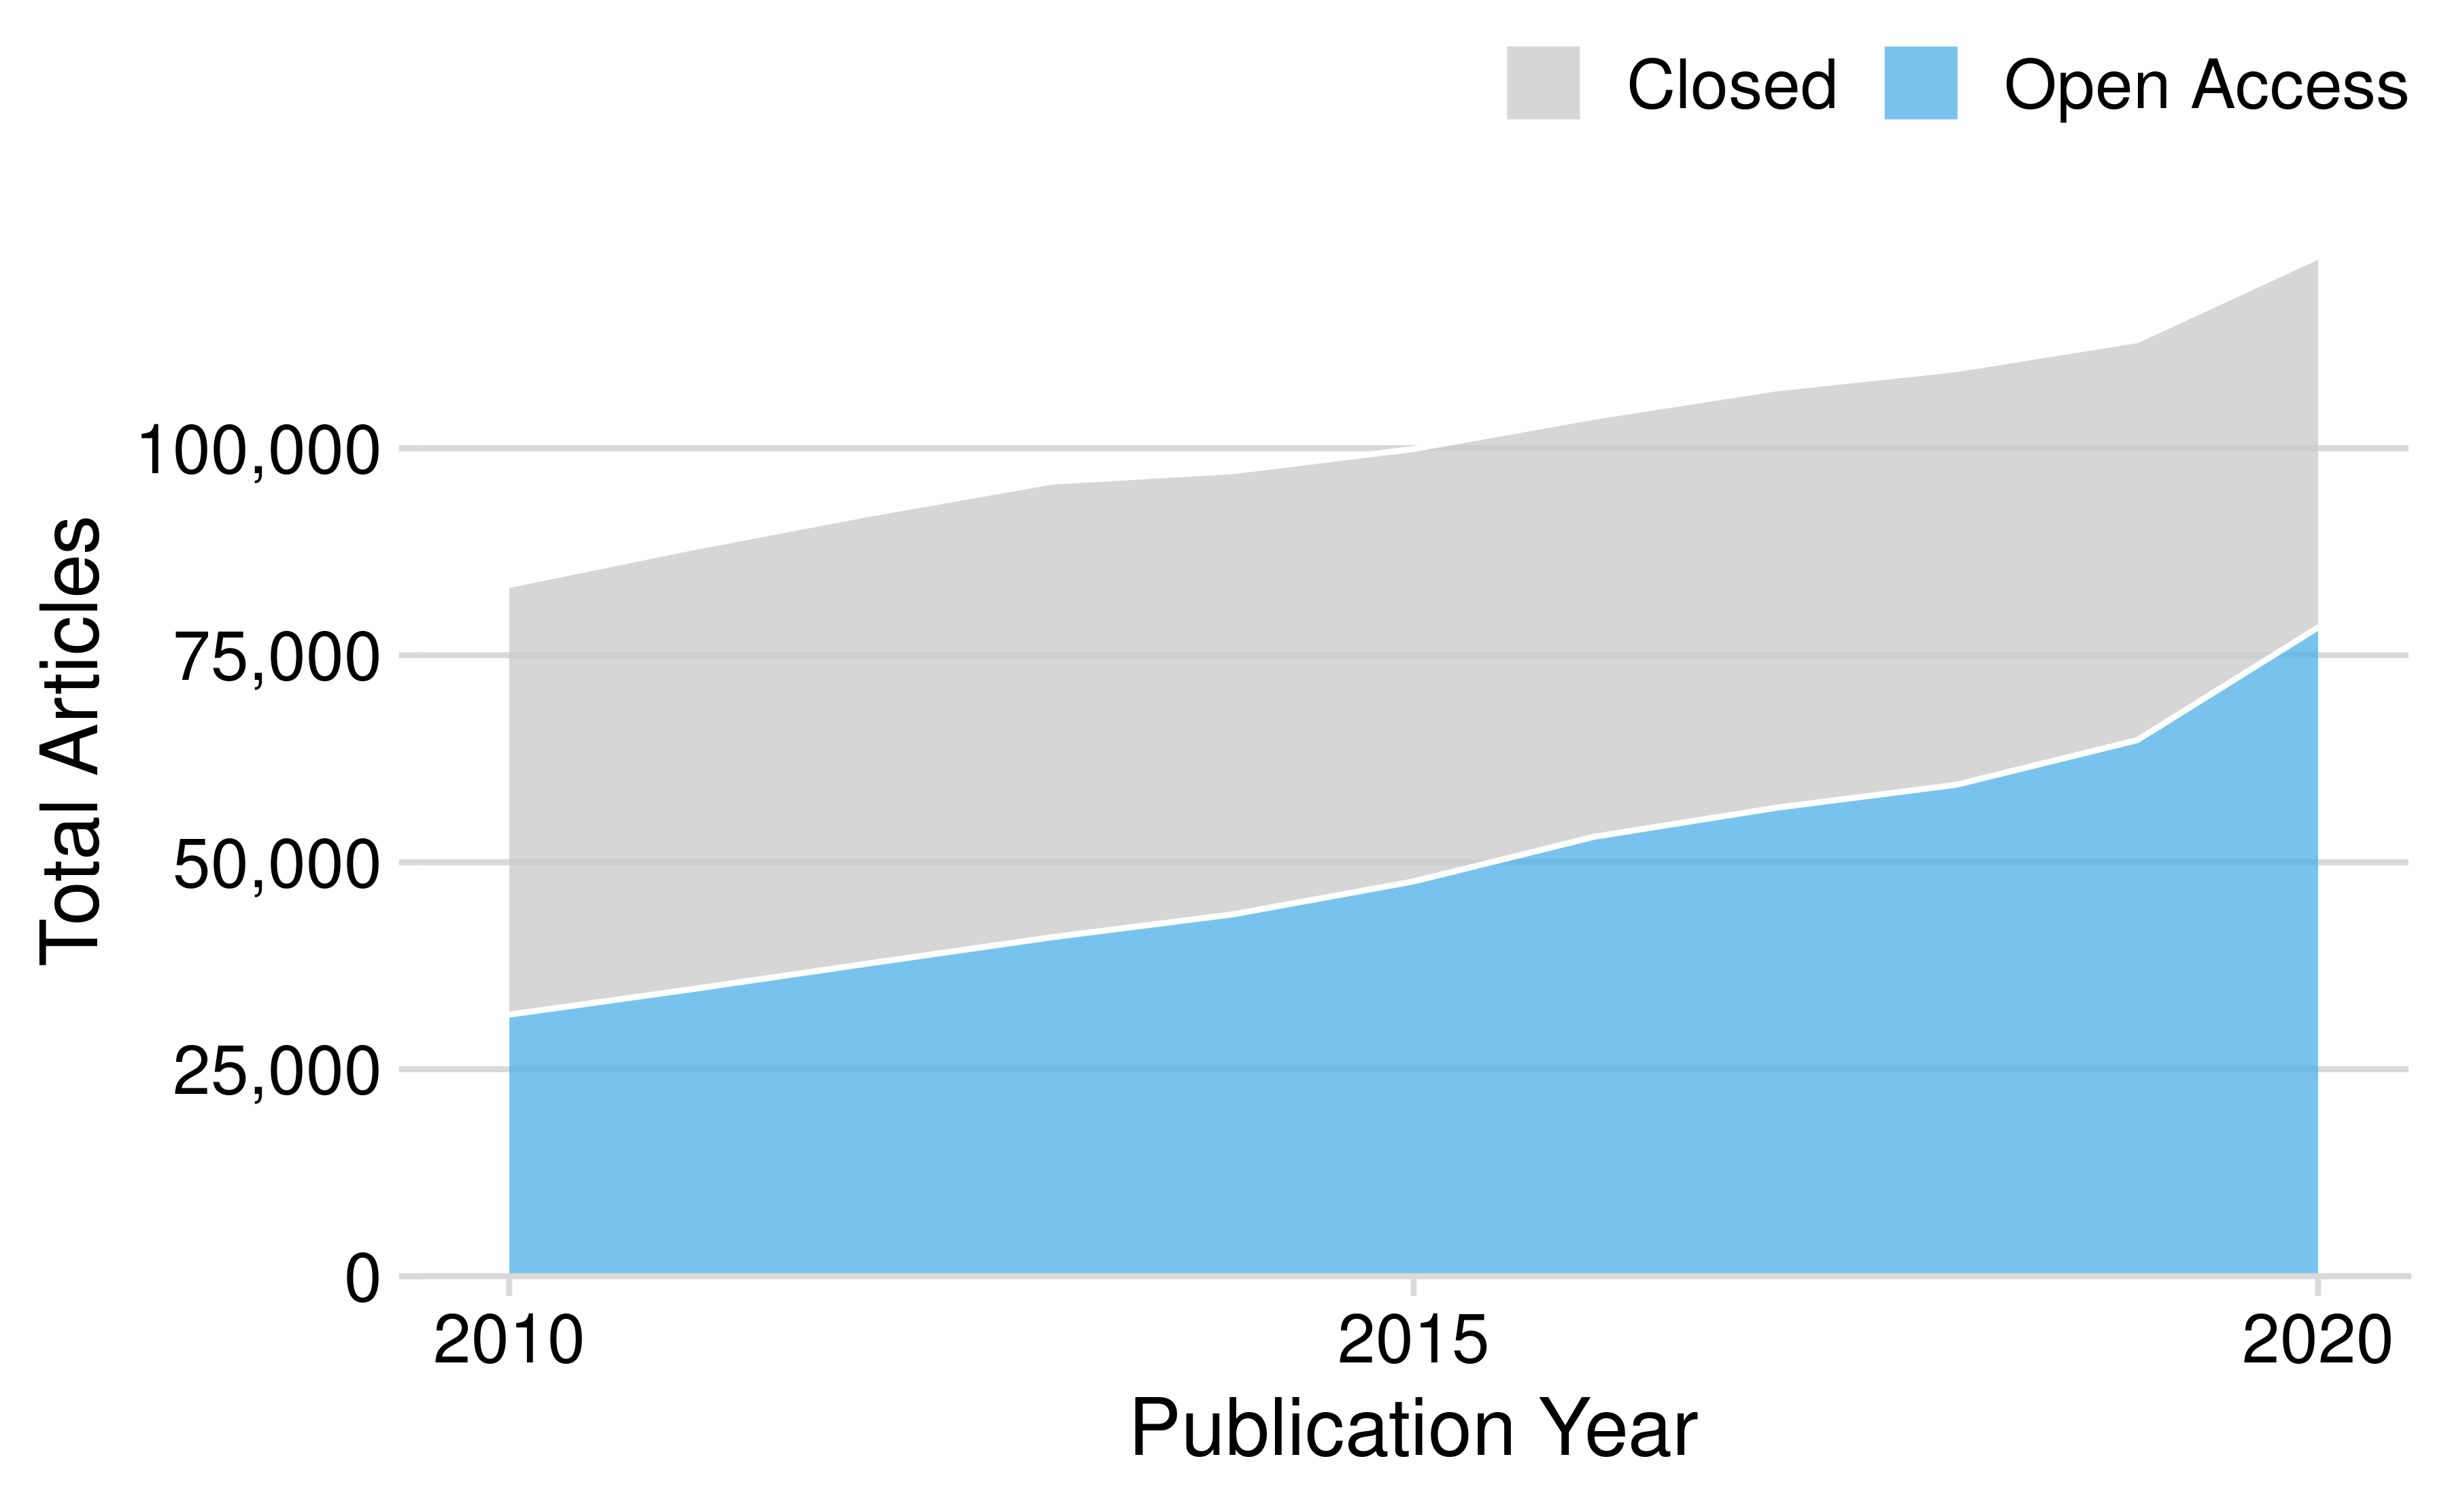 Closed Open Access
100,000
75,000
50,000
25,000
0
Total Articles
2010 2015 2020
Publication Year